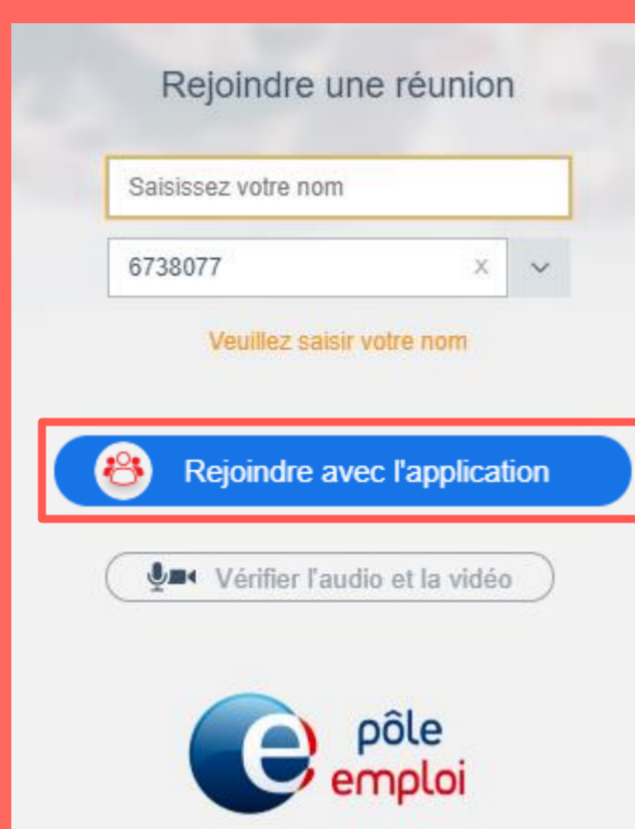 Rejoindre une réunion
Saisissez votre nom
6738077 x
Veuillez saisir votre nom
Rejoindre avec l'application
Vérifier l'audio et la vidéo
e pôle
emploi